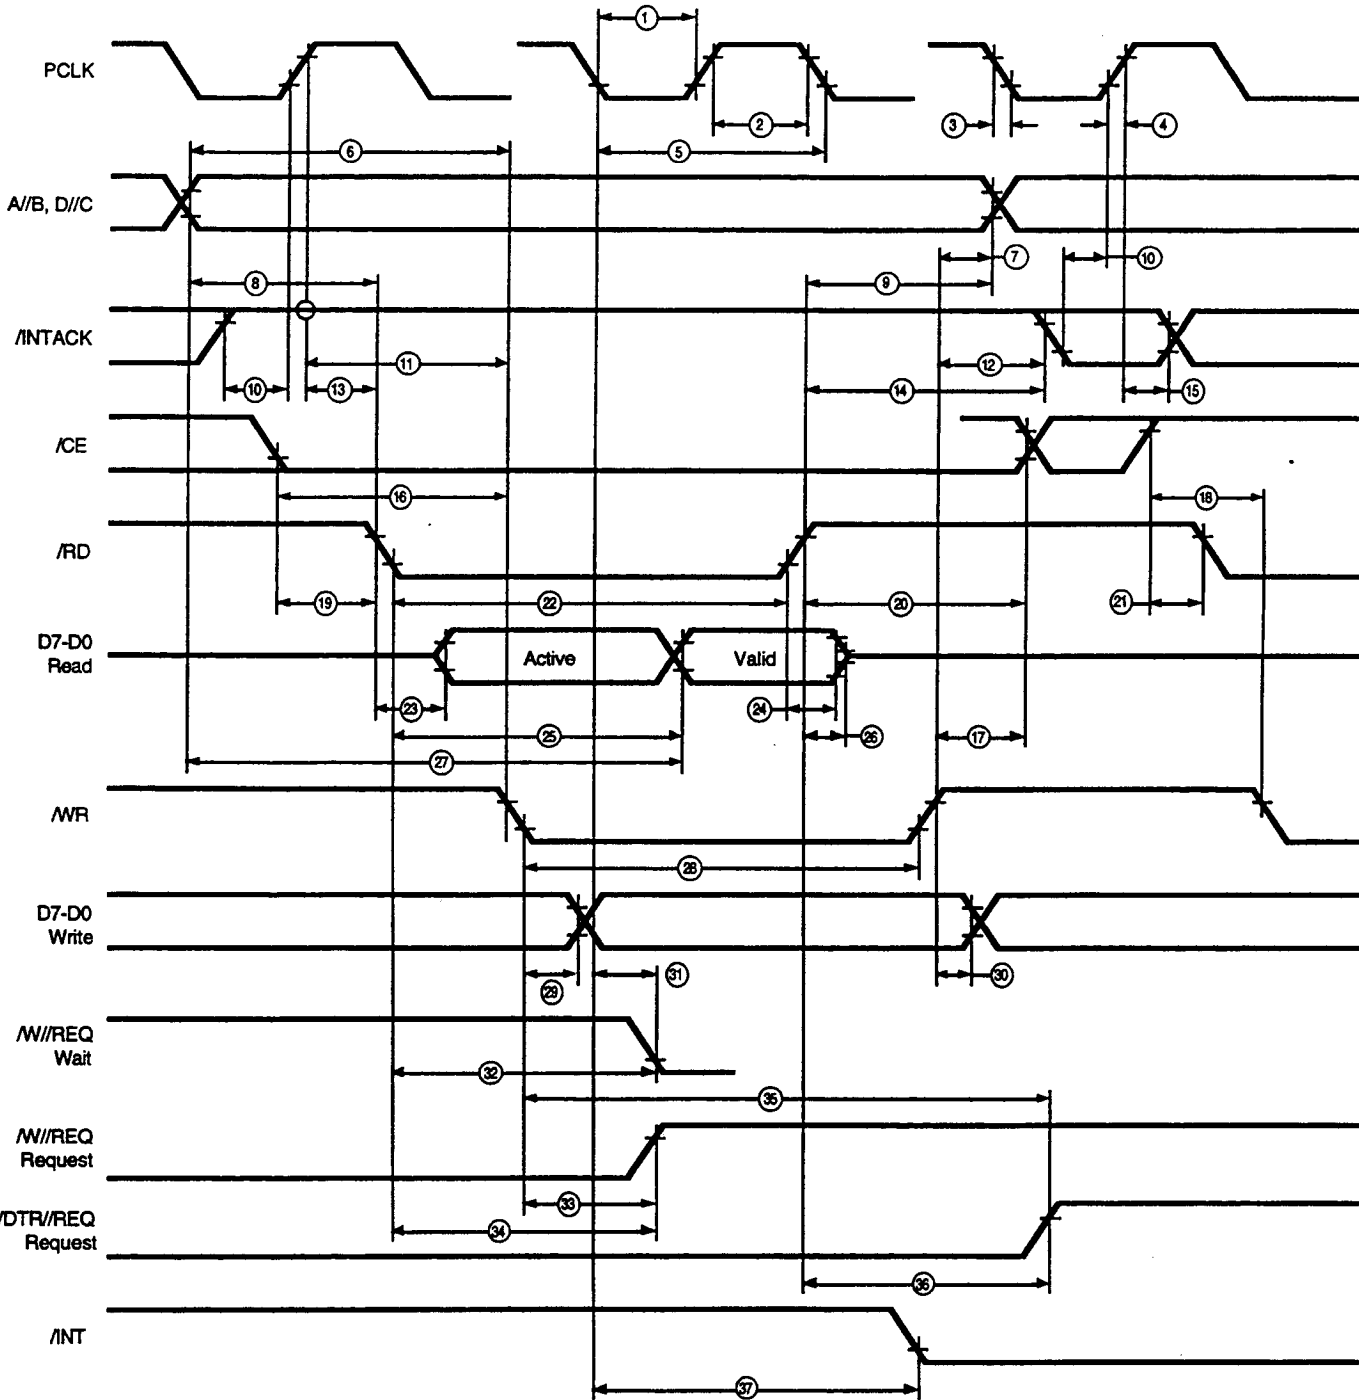 1
PCLK
2
3
4
6
5
A//B, D//C
7
10
8
9
/INTACK
11
12
10
13
14
15
/CE
16
18
/RD
19
22
20
21
D7-D0
Read
Active
Valid
23
24
25
26
17
27
/WR
28
D7-D0
Write
29
31
30
/W//REQ
Wait
32
35
/W//REQ
Request
33
34
/DTR//REQ
Request
36
/INT
37